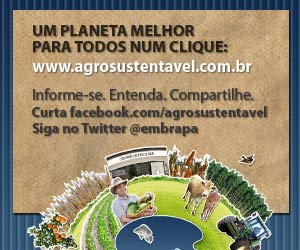 UM PLANETA MELHOR
PARA TODOS NUM CLIQUE:
www.agrosustentavel.com.br
Informe-se. Entenda. Compartilhe.
Curta facebook.com/agrosustentavel
Siga no Twitter @embrapa